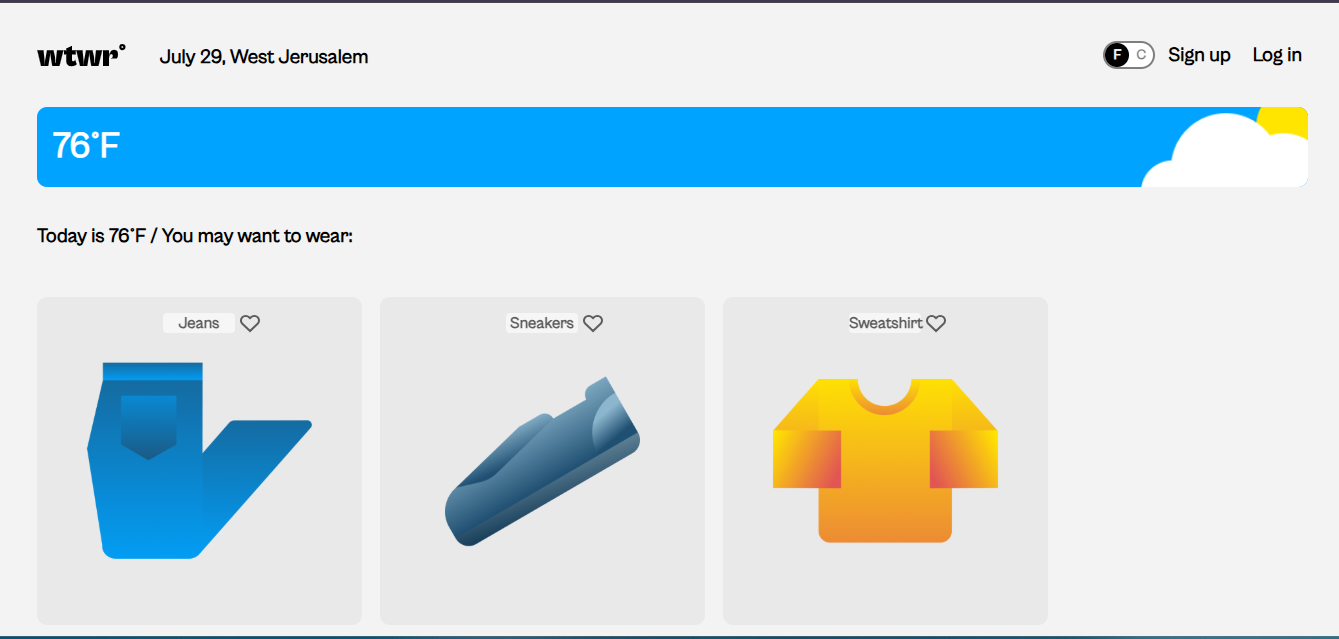 wtwr° July 29, West Jerusalem F C Sign up Log in
76°F
Today is 76°F / You may want to wear:
Jeans Sneakers Sweatshirt